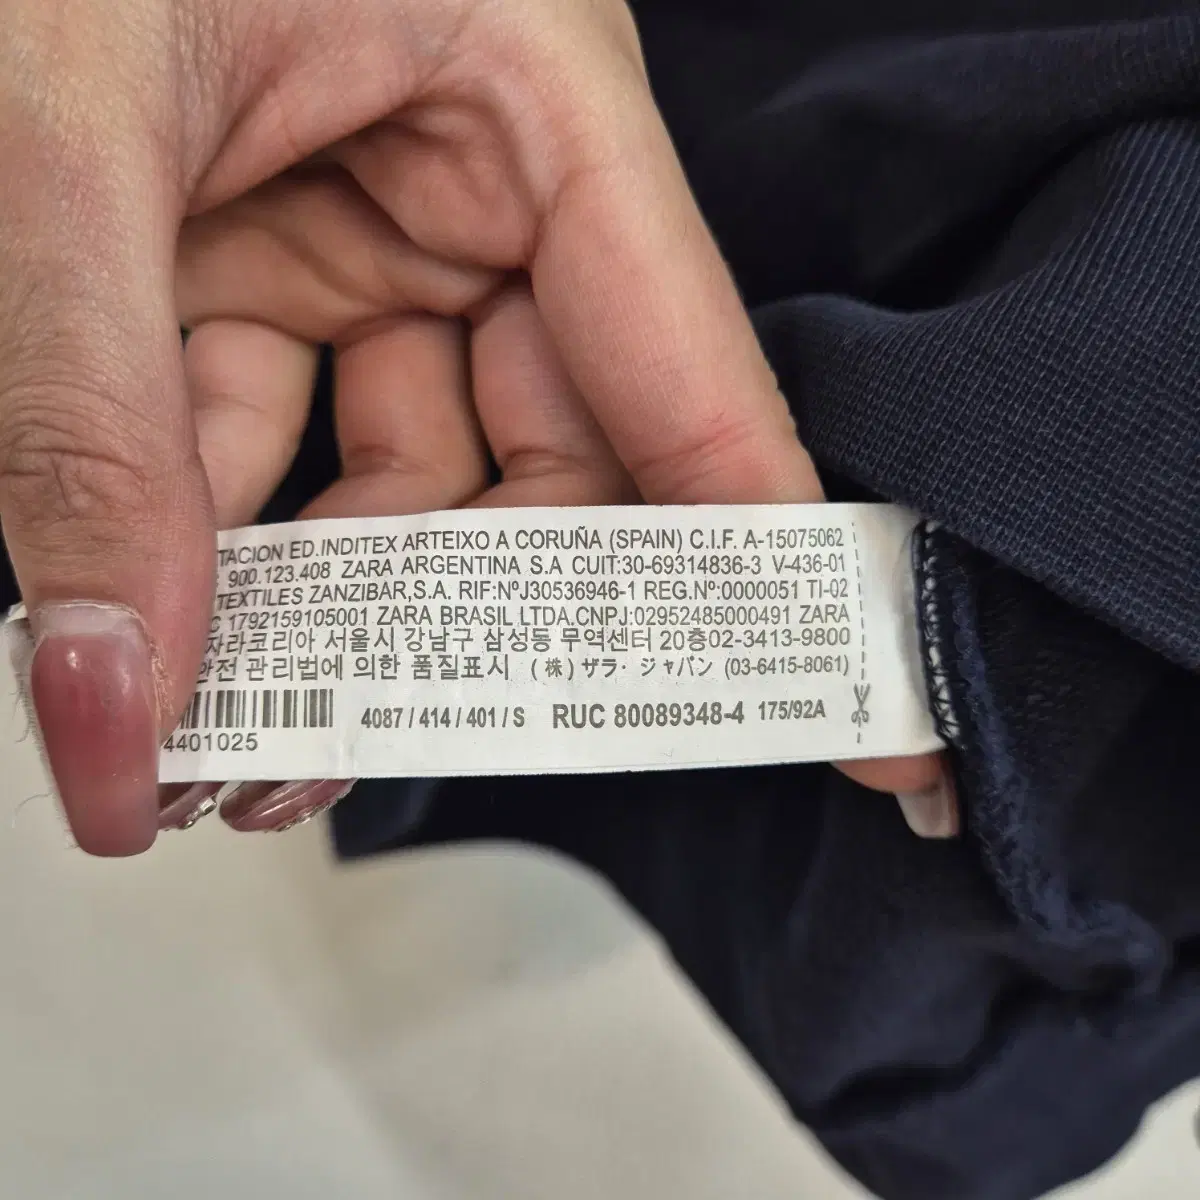 TACION ED.INDITEX ARTEIXO A CORUÑA (SPAIN) C.I.F. A-15075062
900.123.408 ZARA ARGENTINA S.A CUIT:30-69314836-3 V-436-01
TEXTILES ZANZIBAR,S.A. RIF:NºJ30536946-1 REG.Nº:0000051 TI-02
C 1792159105001 ZARA BRASIL LTDA.CNPJ:02952485000491 ZARA
자라코리아 서울시 강남구 삼성동 무역센터 20층02-3413-9800
안전 관리법에 의한 품질표시 (株)ザラ・ジャパン (03-6415-8061)
4087 / 414 / 401 / S RUC 80089348-4 175/92A
4401025